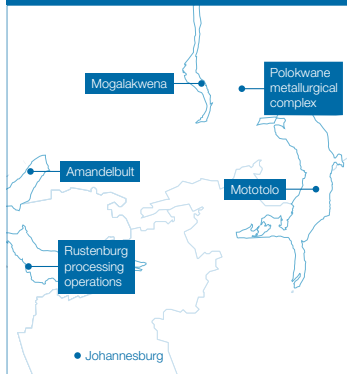 Polokwane
metallurgical
complex
Mogalakwena
Amandelbult
Mototolo
Rustenburg
processing
operations
Johannesburg